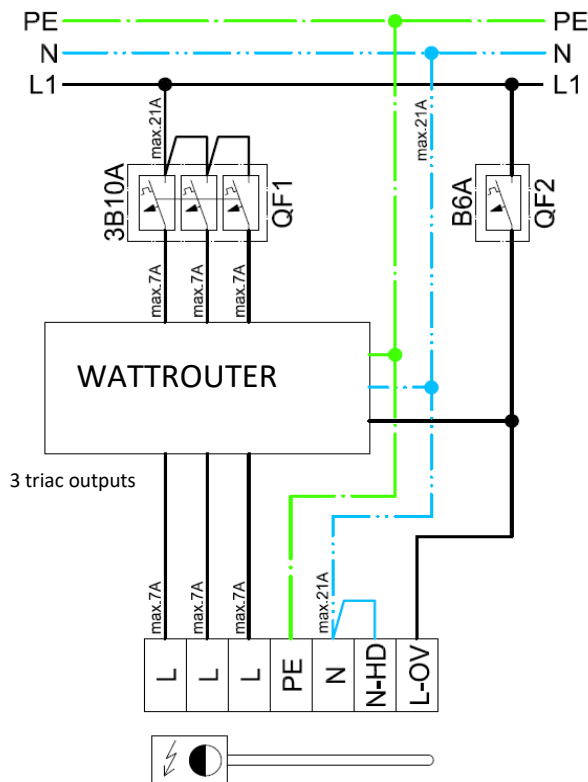 PE PE
N N
L1 L1
max.21A
max.21A
3B10A
QF1
B6A
QF2
max.7A
max.7A
max.7A
WATTROUTER
3 triac outputs
max.7A
max.7A
max.7A
max.21A
L
L
L
PE
N
N-HD
L-OV